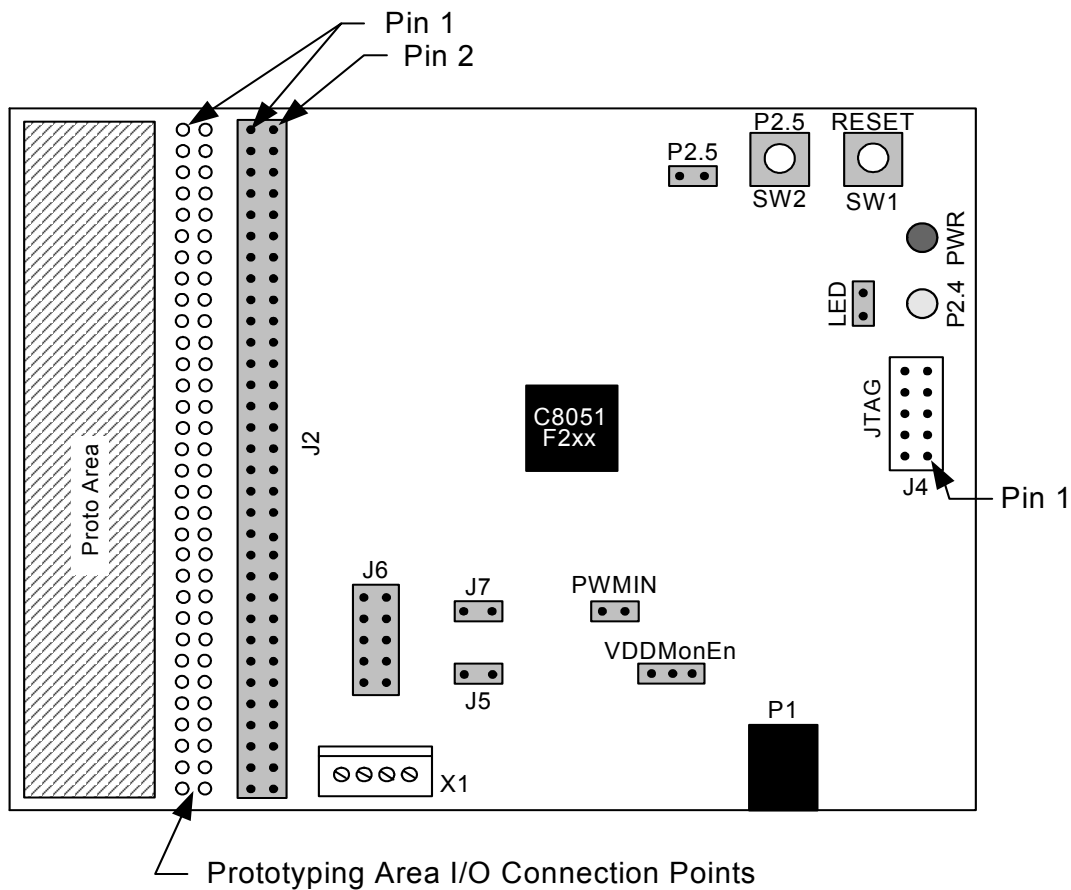 Pin 1
Pin 2
P2.5
RESET
P2.5
SW2
SW1
PWR
LED
P2.4
C8051
F2xx
JTAG
J2
J4
Pin 1
Proto Area
J6
J7
PWMIN
VDDMonEn
J5
P1
X1
Prototyping Area I/O Connection Points